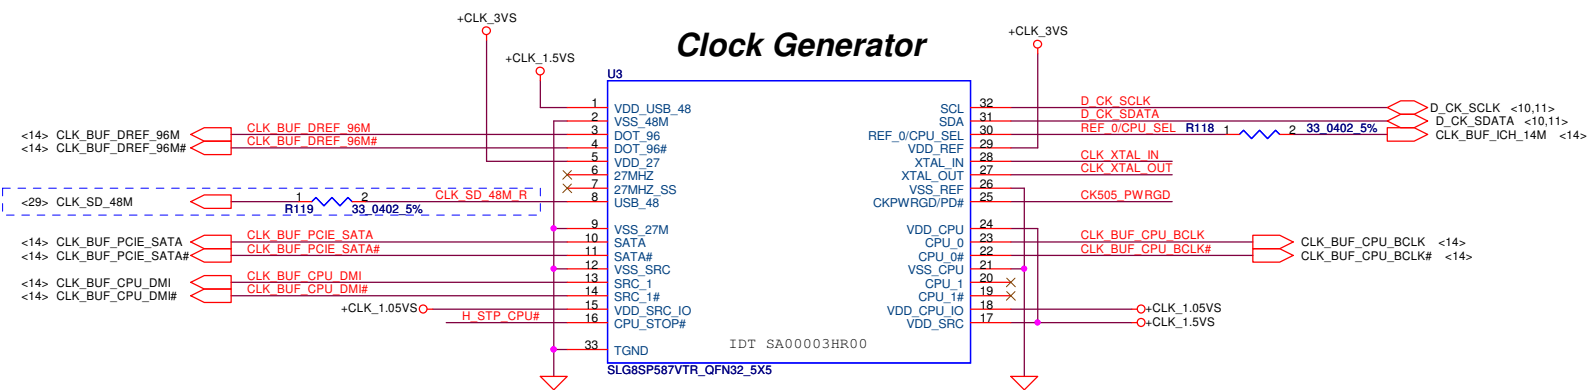 Clock Generator
+CLK_3VS
+CLK_1.5VS
+CLK_3VS
U3
1 VDD_USB_48
2 VSS_48M
<14> CLK_BUF_DREF_96M CLK_BUF_DREF_96M 3 DOT_96
<14> CLK_BUF_DREF_96M# CLK_BUF_DREF_96M# 4 DOT_96#
5 VDD_27
6 27MHZ
7 27MHZ_SS
<29> CLK_SD_48M 1 2 CLK_SD_48M_R 8 USB_48
R119 33_0402_5%
9 VSS_27M
<14> CLK_BUF_PCIE_SATA CLK_BUF_PCIE_SATA 10 SATA
<14> CLK_BUF_PCIE_SATA# CLK_BUF_PCIE_SATA# 11 SATA#
12 VSS_SRC
<14> CLK_BUF_CPU_DMI CLK_BUF_CPU_DMI 13 SRC_1
<14> CLK_BUF_CPU_DMI# CLK_BUF_CPU_DMI# 14 SRC_1#
+CLK_1.05VS 15 VDD_SRC_IO
H_STP_CPU# 16 CPU_STOP#
33 TGND
SCL 32 D_CK_SCLK D_CK_SCLK <10,11>
SDA 31 D_CK_SDATA D_CK_SDATA <10,11>
REF_0/CPU_SEL 30 REF_0/CPU_SEL R118 1 2 33_0402_5% CLK_BUF_ICH_14M <14>
VDD_REF 29
XTAL_IN 28 CLK_XTAL_IN
XTAL_OUT 27 CLK_XTAL_OUT
VSS_REF 26
CKPWRGD/PD# 25 CK505_PWRGD
VDD_CPU 24
CPU_0 23 CLK_BUF_CPU_BCLK CLK_BUF_CPU_BCLK <14>
CPU_0# 22 CLK_BUF_CPU_BCLK# CLK_BUF_CPU_BCLK# <14>
VSS_CPU 21
CPU_1 20
CPU_1# 19
VDD_CPU_IO 18 +CLK_1.05VS
VDD_SRC 17 +CLK_1.5VS
IDT SA00003HR00
SLG8SP587VTR_QFN32_5X5